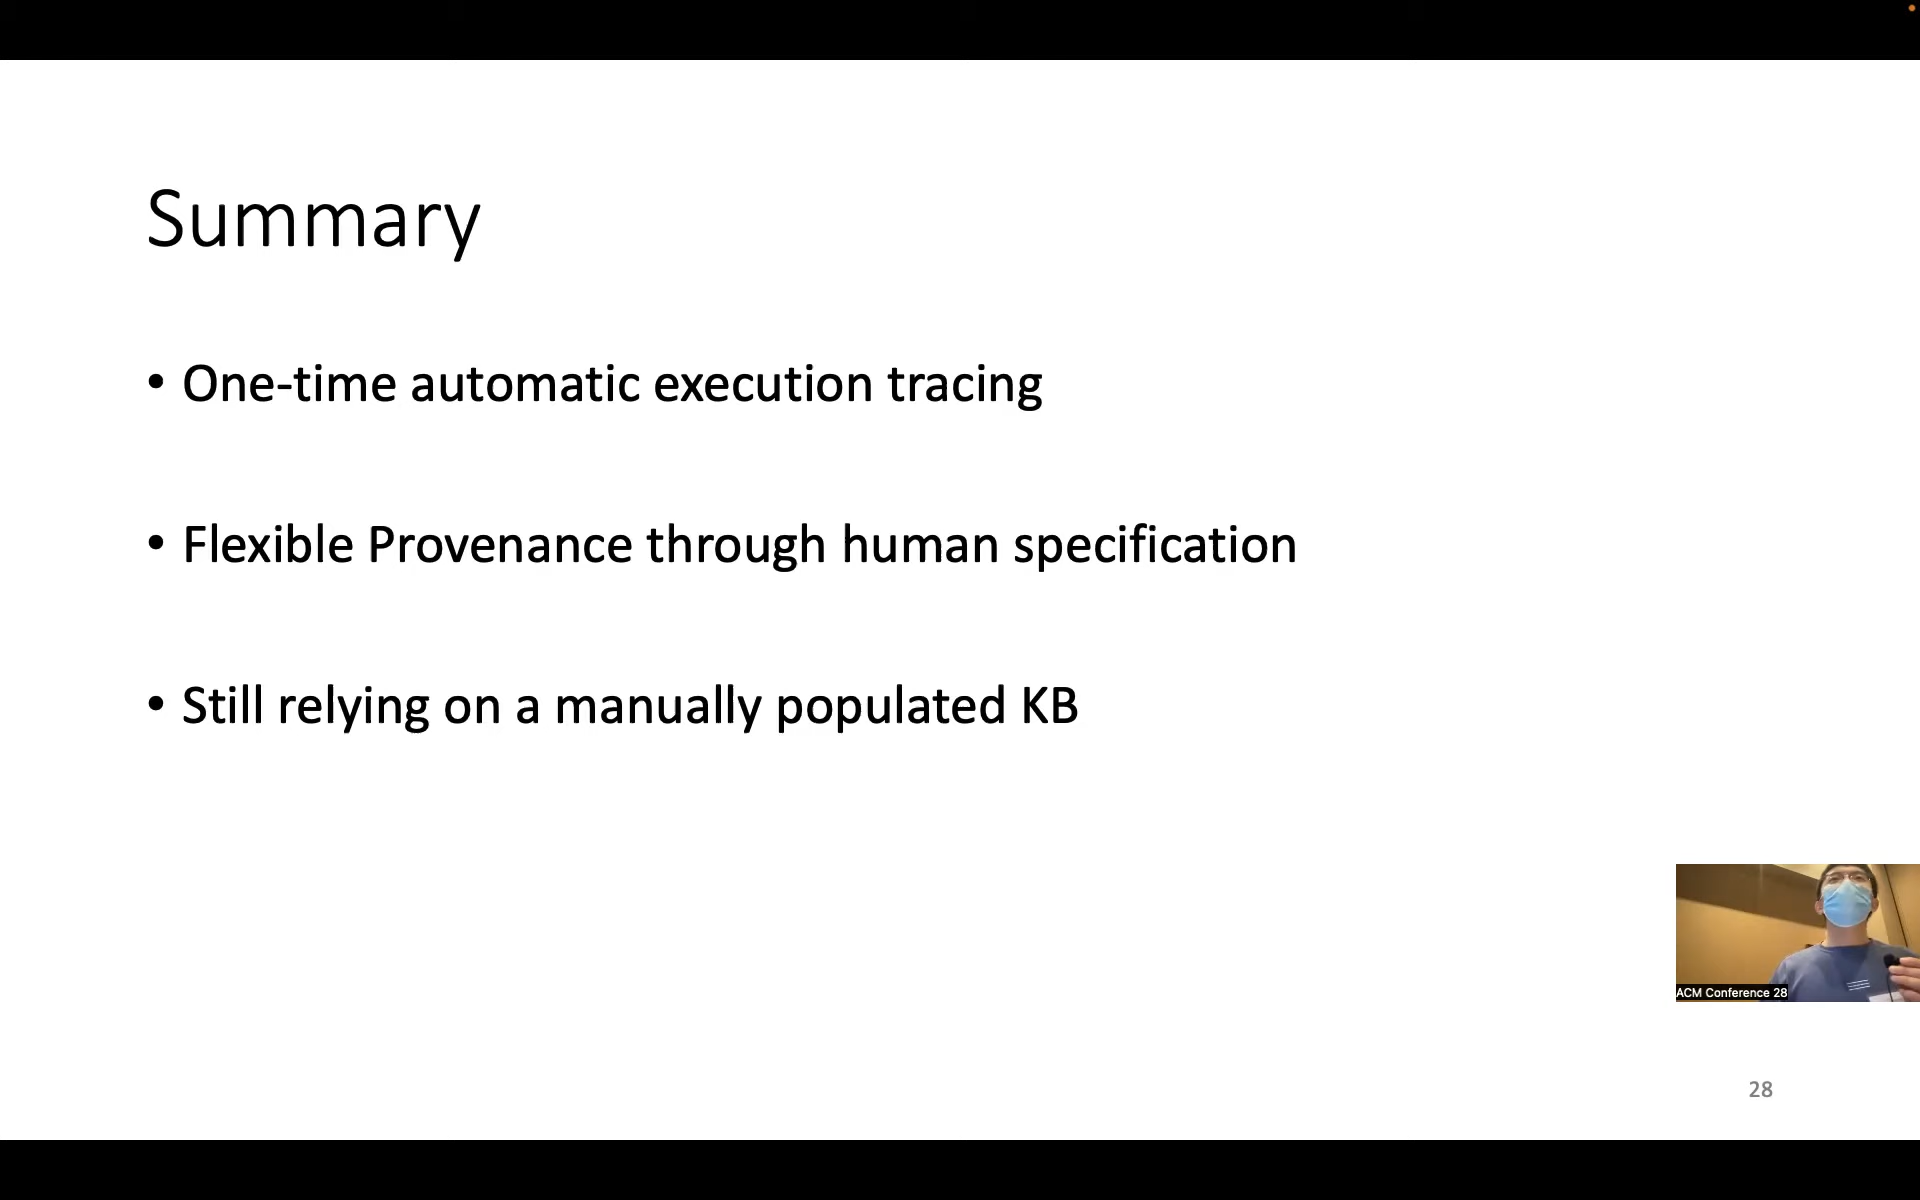 Summary
• One-time automatic execution tracing
• Flexible Provenance through human specification
• Still relying on a manually populated KB
ACM Conference 28
28